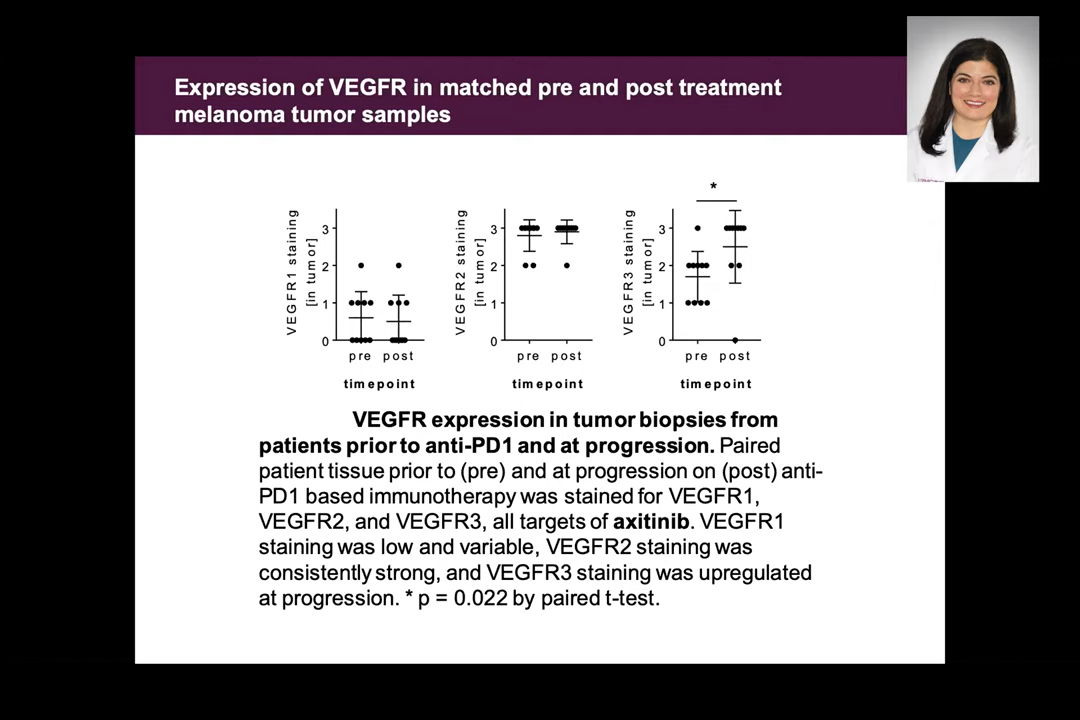 Expression of VEGFR in matched pre and post treatment
melanoma tumor samples
VEGFR1 staining
[in tumor]
3
2
1
0
pre post
timepoint
VEGFR2 staining
[in tumor]
3
2
1
0
pre post
timepoint
VEGFR3 staining
[in tumor]
*
3
2
1
0
pre post
timepoint
VEGFR expression in tumor biopsies from
patients prior to anti-PD1 and at progression. Paired
patient tissue prior to (pre) and at progression on (post) anti-
PD1 based immunotherapy was stained for VEGFR1,
VEGFR2, and VEGFR3, all targets of axitinib. VEGFR1
staining was low and variable, VEGFR2 staining was
consistently strong, and VEGFR3 staining was upregulated
at progression. * p = 0.022 by paired t-test.